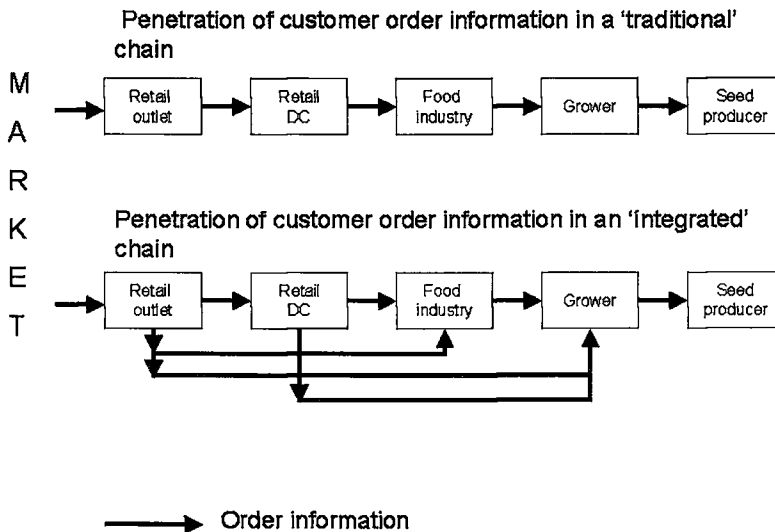 Penetration of customer order information in a ‘traditional’
chain
MARKET
Retail
outlet
Retail
DC
Food
industry
Grower
Seed
producer
Penetration of customer order information in an ‘integrated’
chain
Retail
outlet
Retail
DC
Food
industry
Grower
Seed
producer
Order information